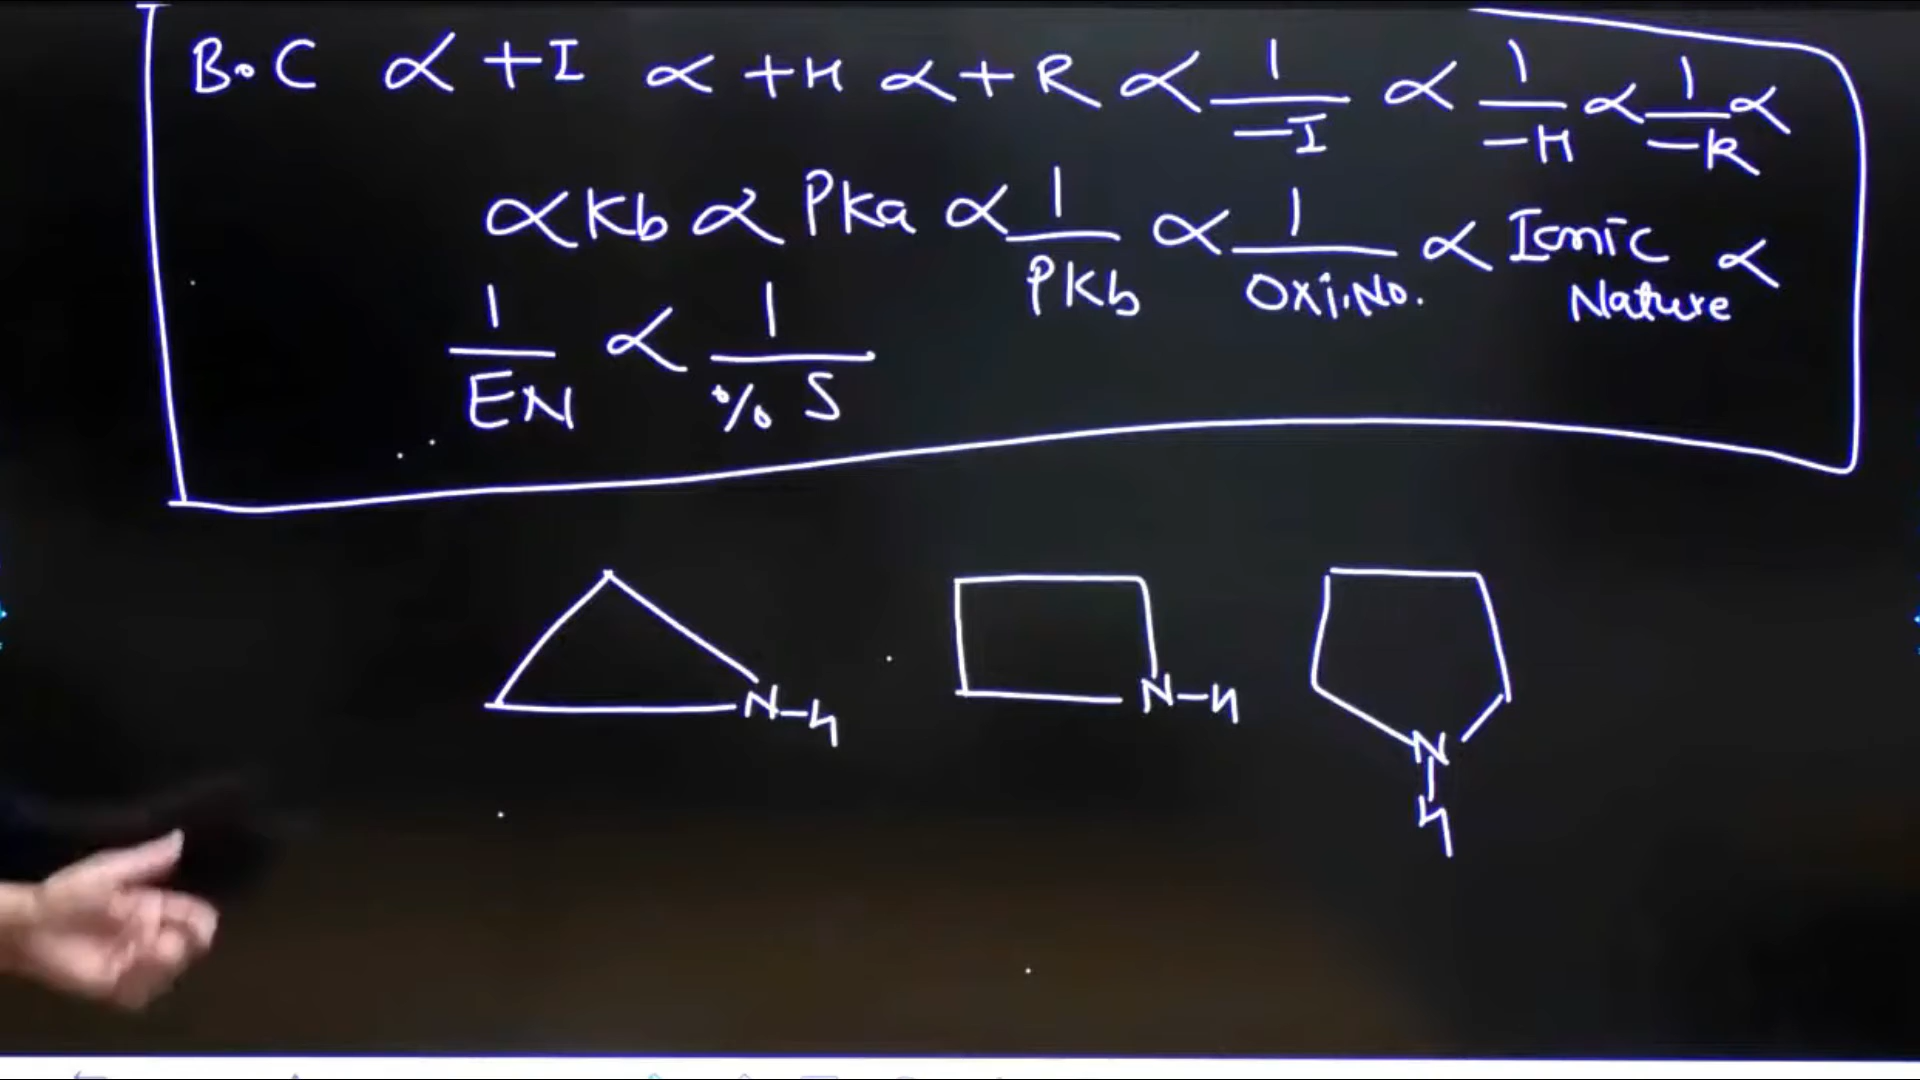 B.C ∝ +I ∝ +H ∝ +R ∝ 1/-I ∝ 1/-H ∝ 1/-R ∝
∝ Kb ∝ PKa ∝ 1/PKb ∝ 1/Oxi.No. ∝ Ionic Nature ∝
1/EN ∝ 1/% S
N-H
N-H
N
H